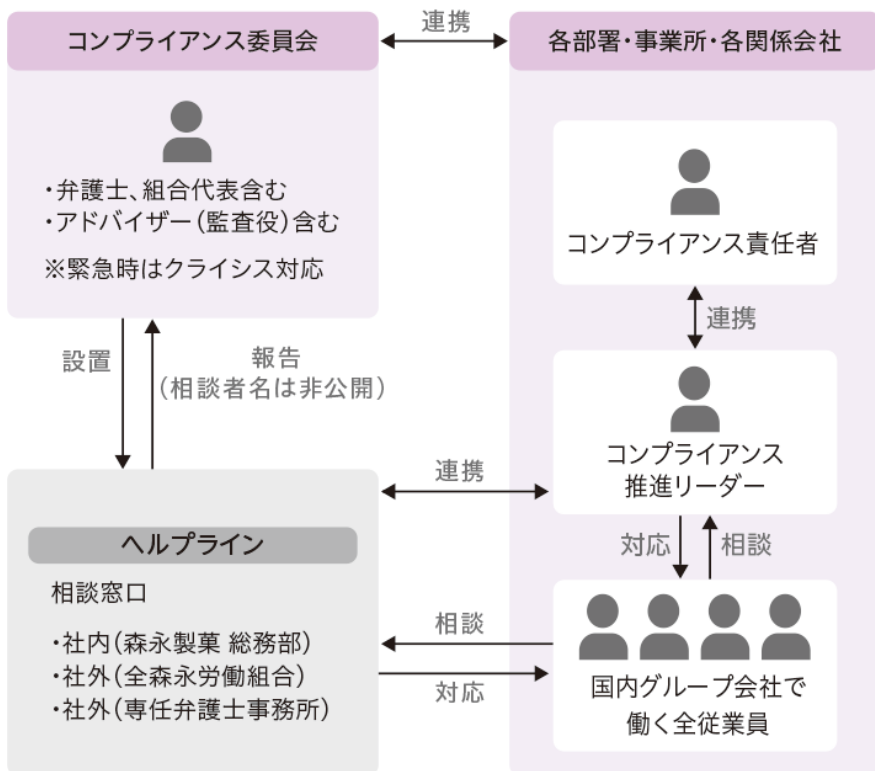 コンプライアンス委員会
連携
各部署・事業所・各関係会社
・弁護士、組合代表含む
・アドバイザー（監査役）含む
※緊急時はクライシス対応
コンプライアンス責任者
連携
設置
報告
（相談者名は非公開）
コンプライアンス
推進リーダー
連携
対応
相談
ヘルプライン
相談窓口
・社内（森永製菓 総務部）
・社外（全森永労働組合）
・社外（専任弁護士事務所）
相談
対応
国内グループ会社で
働く全従業員